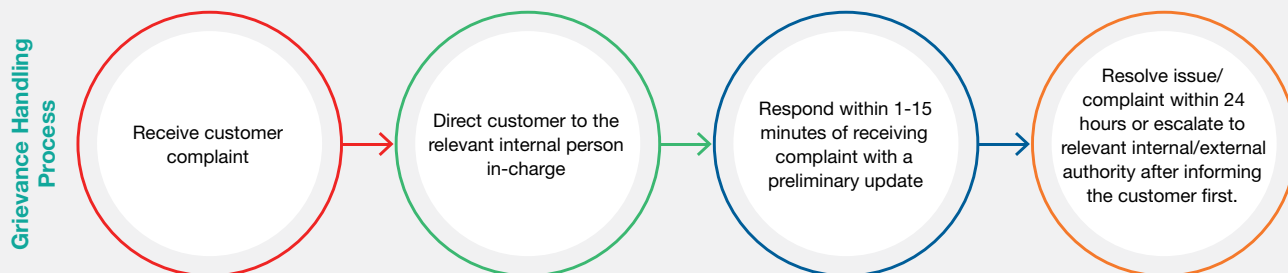 Grievance Handling
Process
Receive customer
complaint
Direct customer to the
relevant internal person
in-charge
Respond within 1-15
minutes of receiving
complaint with a
preliminary update
Resolve issue/
complaint within 24
hours or escalate to
relevant internal/external
authority after informing
the customer first.